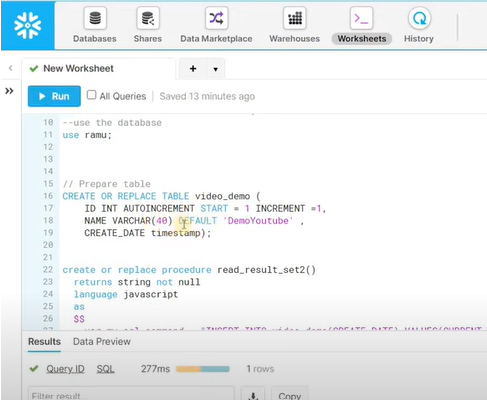 Databases
Shares
Data Marketplace
Warehouses
Worksheets
History
New Worksheet
Run
All Queries
Saved 13 minutes ago
10 --use the database
11 use ramu;
12
13
14
15 // Prepare table
16 CREATE OR REPLACE TABLE video_demo (
17 ID INT AUTOINCREMENT START = 1 INCREMENT =1,
18 NAME VARCHAR(40) DEFAULT 'DemoYoutube' ,
19 CREATE_DATE timestamp);
20
21
22 create or replace procedure read_result_set2()
23 returns string not null
24 language javascript
25 as
26 $$
Results
Data Preview
Query ID
SQL
277ms
1 rows
Filter result...
Copy